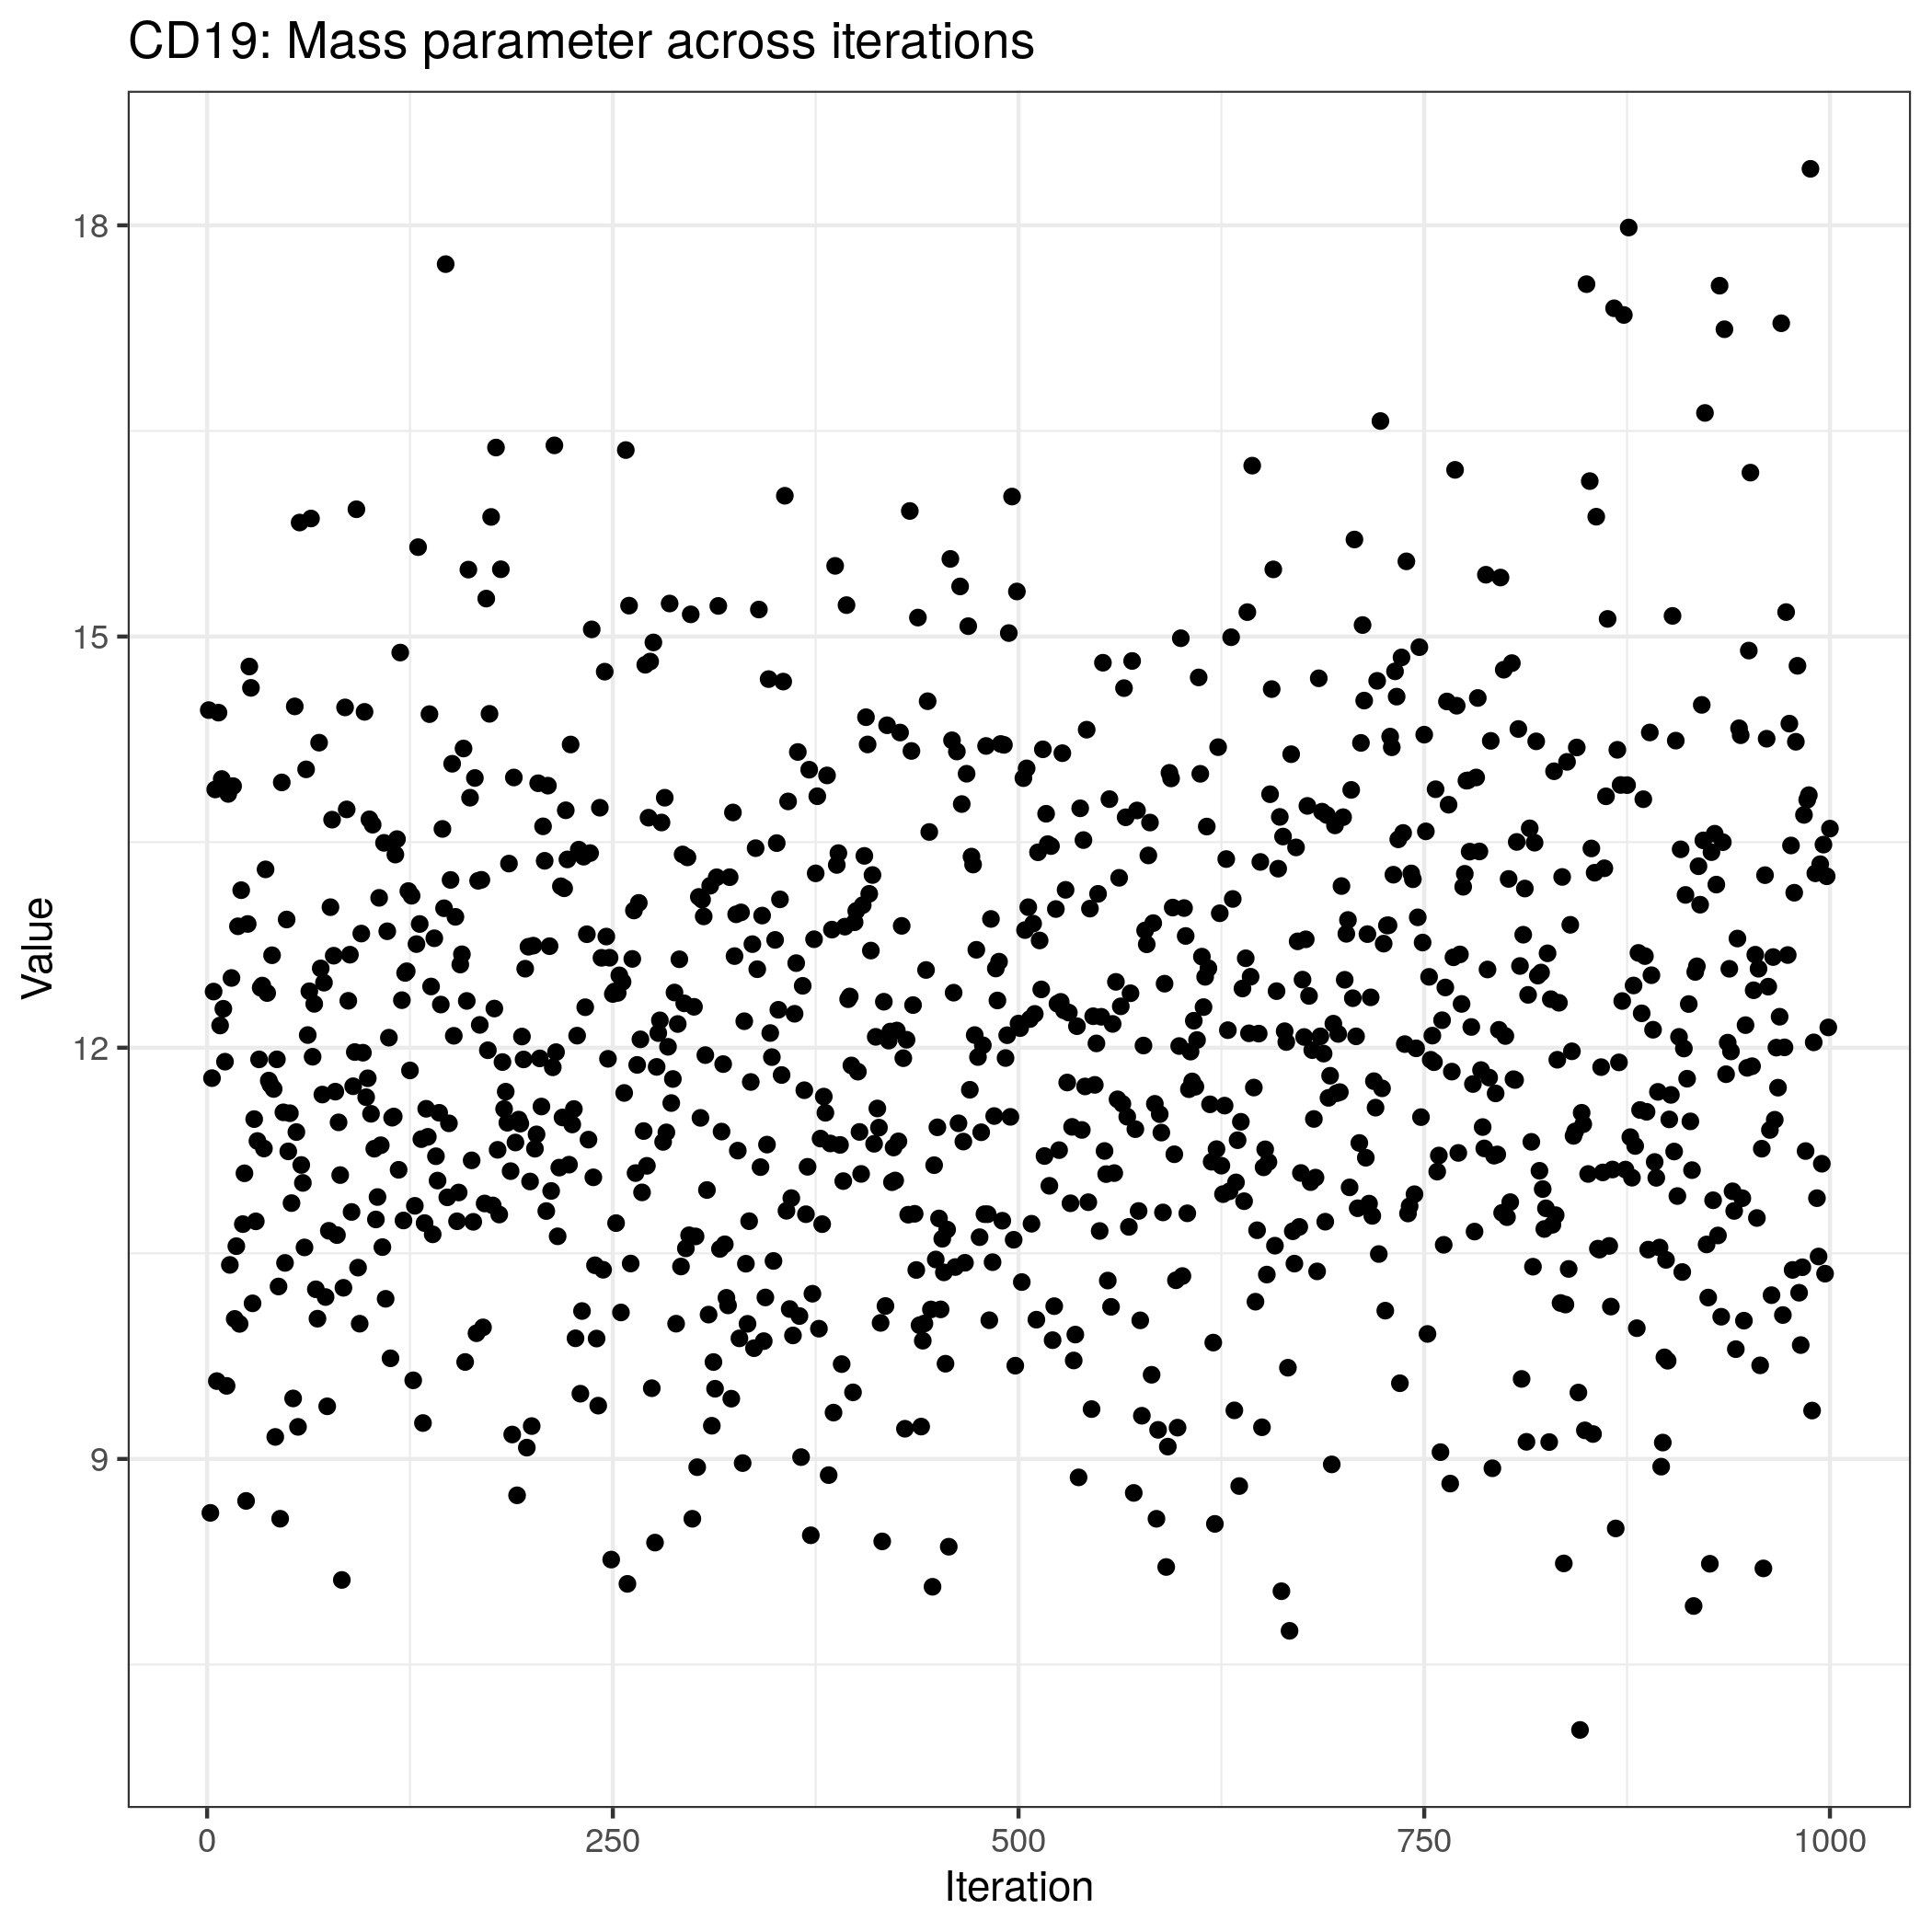 CD19: Mass parameter across iterations
18
15
12
9
Value
0 250 500 750 1000
Iteration